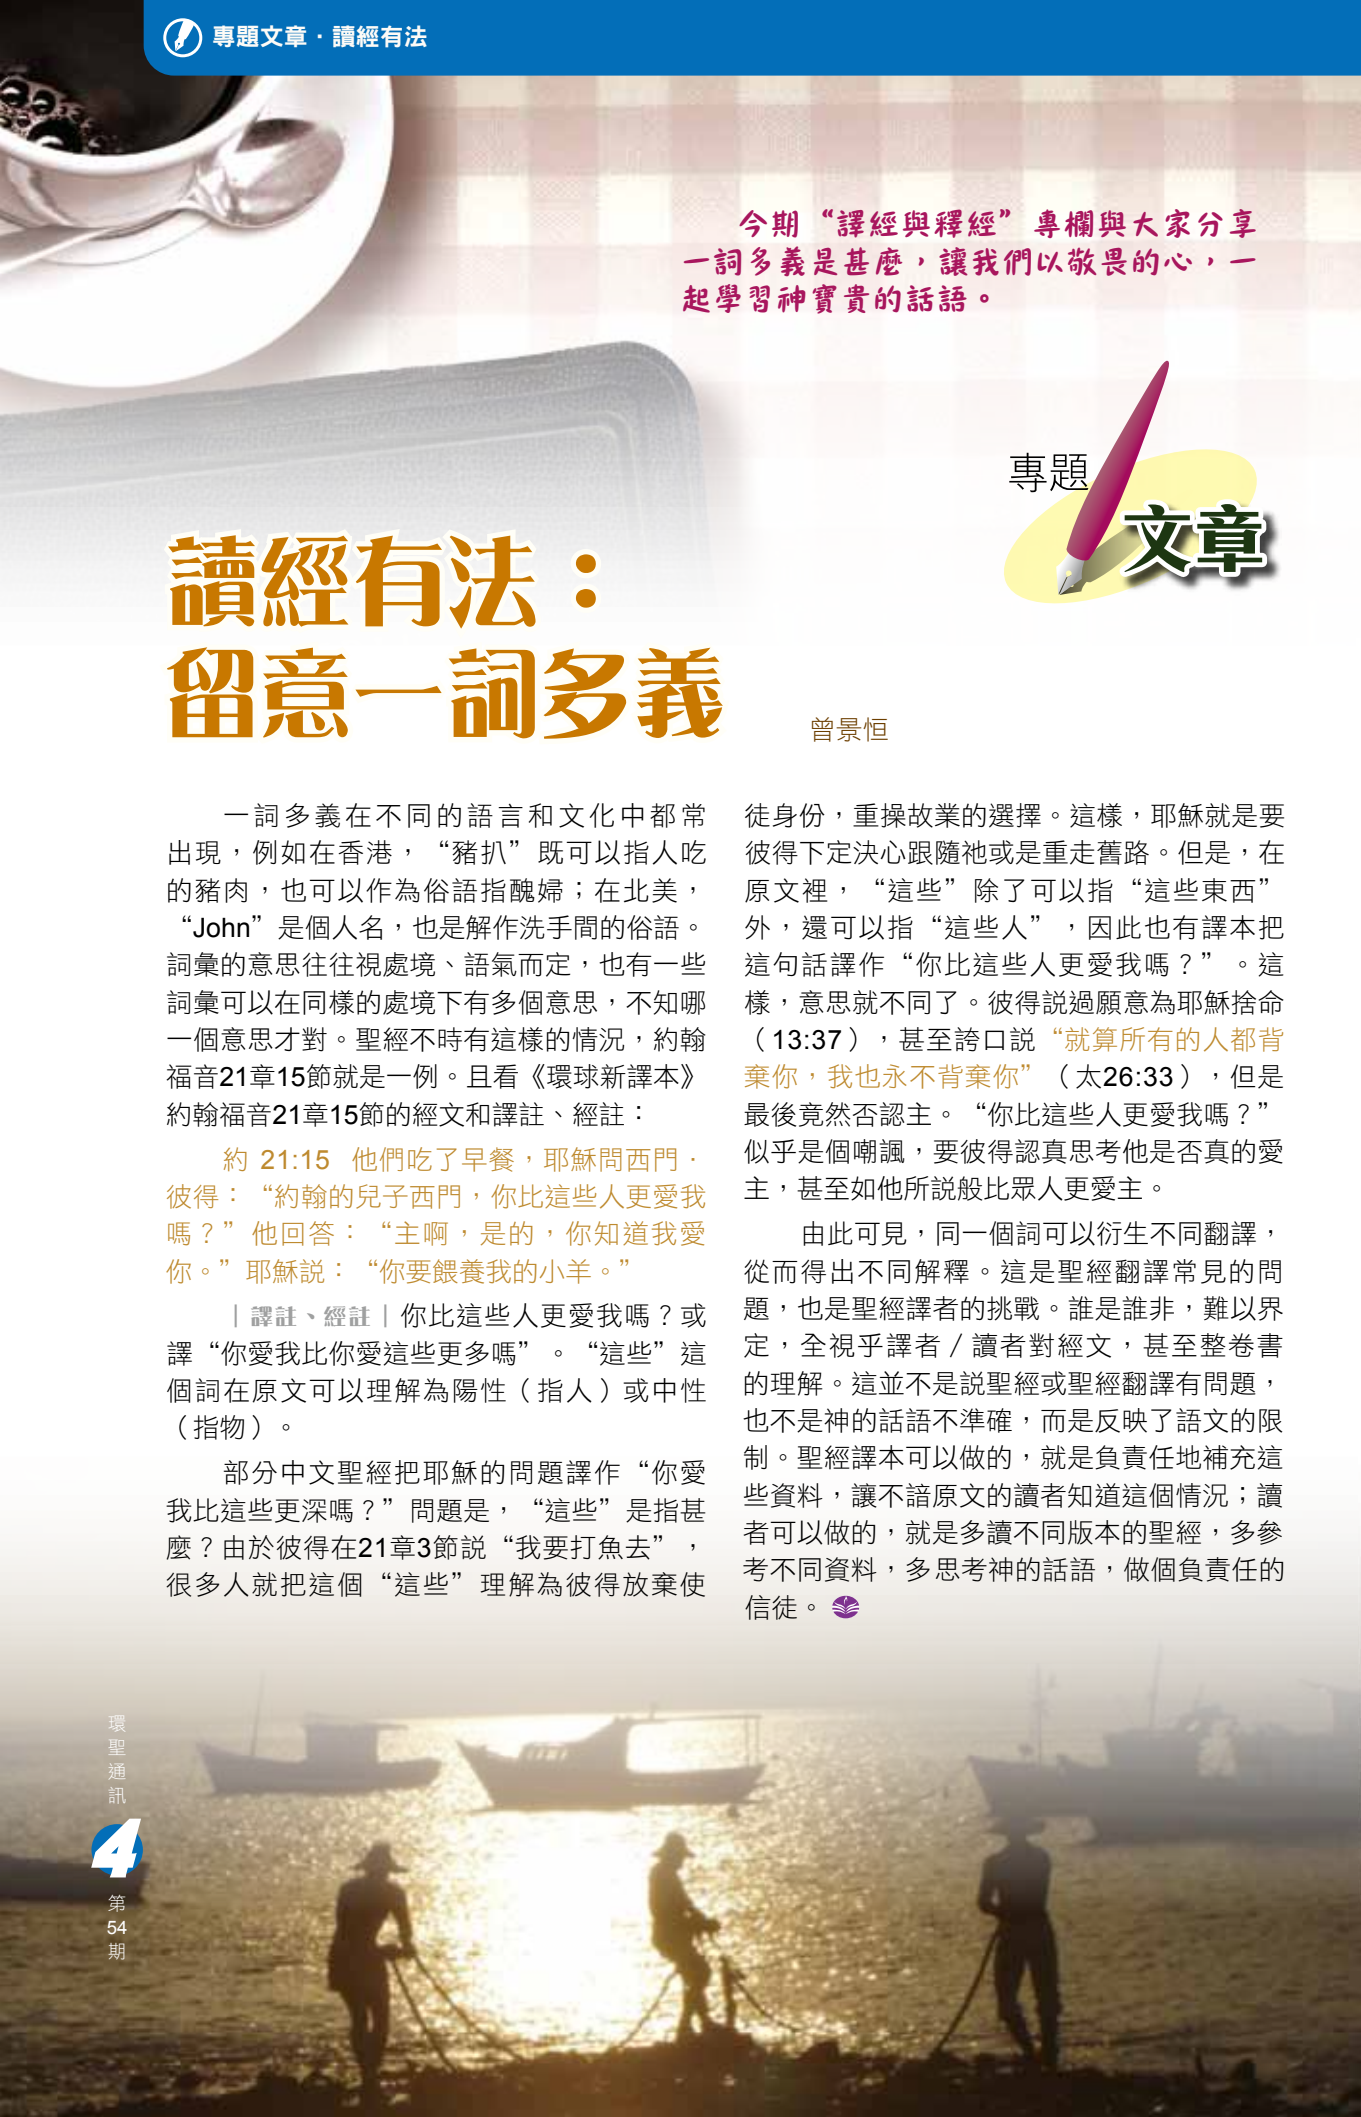 專題文章．讀經有法
今期“譯經與釋經”專欄與大家分享
一詞多義是甚麼，讓我們以敬畏的心，一
起學習神寶貴的話語。
專題
文章
讀經有法：
留意一詞多義
曾景恒
一詞多義在不同的語言和文化中都常
出現，例如在香港，“豬扒”既可以指人吃
的豬肉，也可以作為俗語指醜婦；在北美，
“John”是個人名，也是解作洗手間的俗語。
詞彙的意思往往視處境、語氣而定，也有一些
詞彙可以在同樣的處境下有多個意思，不知哪
一個意思才對。聖經不時有這樣的情況，約翰
福音21章15節就是一例。且看《環球新譯本》
約翰福音21章15節的經文和譯註、經註：
約 21:15 他們吃了早餐，耶穌問西門．
彼得：“約翰的兒子西門，你比這些人更愛我
嗎？”他回答：“主啊，是的，你知道我愛
你。”耶穌説：“你要餵養我的小羊。”
｜譯註、經註｜你比這些人更愛我嗎？或
譯“你愛我比你愛這些更多嗎”。“這些”這
個詞在原文可以理解為陽性（指人）或中性
（指物）。
部分中文聖經把耶穌的問題譯作“你愛
我比這些更深嗎？”問題是，“這些”是指甚
麼？由於彼得在21章3節説“我要打魚去”，
很多人就把這個“這些”理解為彼得放棄使
徒身份，重操故業的選擇。這樣，耶穌就是要
彼得下定決心跟隨祂或是重走舊路。但是，在
原文裡，“這些”除了可以指“這些東西”
外，還可以指“這些人”，因此也有譯本把
這句話譯作“你比這些人更愛我嗎？”。這
樣，意思就不同了。彼得説過願意為耶穌捨命
（13:37），甚至誇口説“就算所有的人都背
棄你，我也永不背棄你”（太26:33），但是
最後竟然否認主。“你比這些人更愛我嗎？”
似乎是個嘲諷，要彼得認真思考他是否真的愛
主，甚至如他所説般比眾人更愛主。
由此可見，同一個詞可以衍生不同翻譯，
從而得出不同解釋。這是聖經翻譯常見的問
題，也是聖經譯者的挑戰。誰是誰非，難以界
定，全視乎譯者／讀者對經文，甚至整卷書
的理解。這並不是説聖經或聖經翻譯有問題，
也不是神的話語不準確，而是反映了語文的限
制。聖經譯本可以做的，就是負責任地補充這
些資料，讓不諳原文的讀者知道這個情況；讀
者可以做的，就是多讀不同版本的聖經，多參
考不同資料，多思考神的話語，做個負責任的
信徒。
環聖通訊
4
第54期